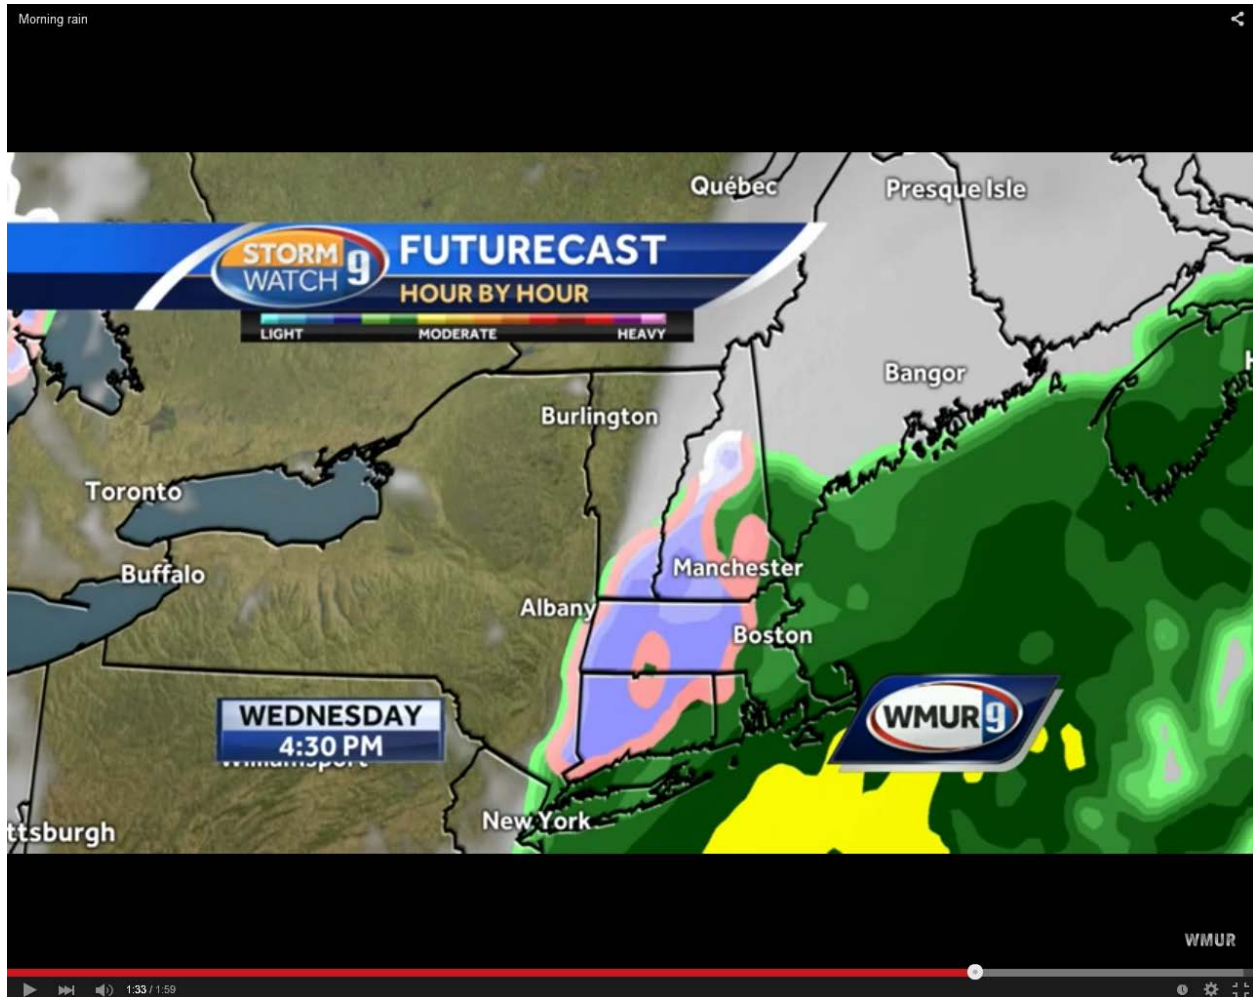 Morning rain
Québec
Presque Isle
STORM
WATCH 9
FUTURECAST
HOUR BY HOUR
LIGHT
MODERATE
HEAVY
Bangor
Burlington
Toronto
Manchester
Buffalo
Albany
Boston
WEDNESDAY
4:30 PM
WMUR 9
Williamsport
New York
ttsburgh
WMUR
1:33 / 1:59